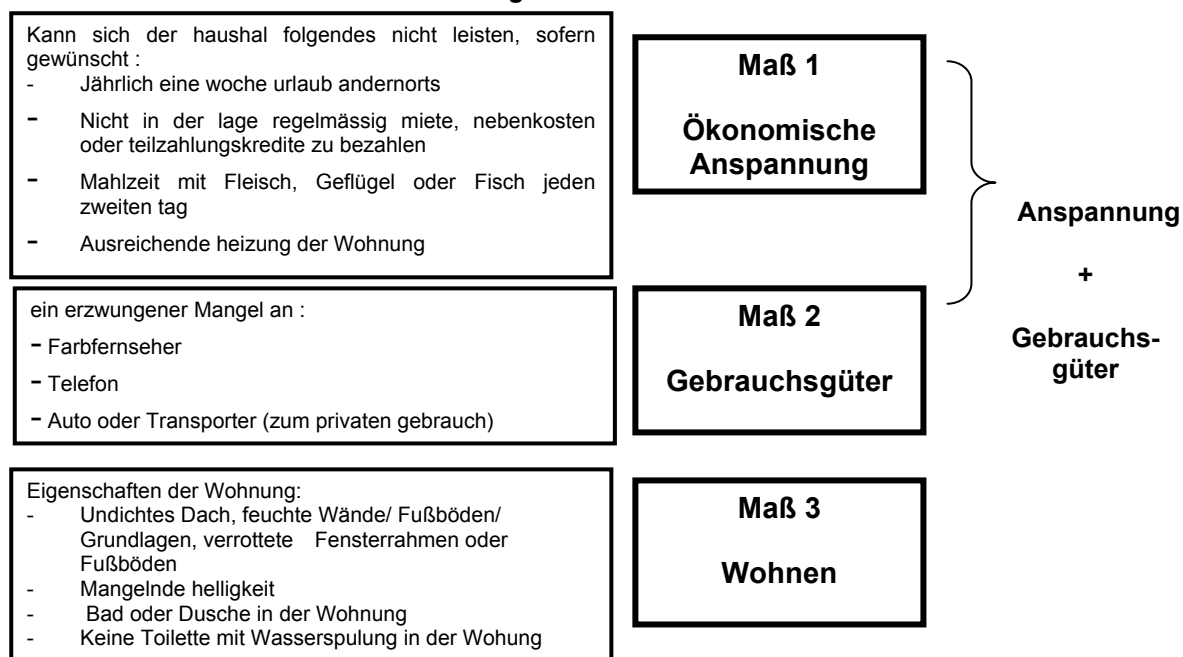 Kann sich der haushal folgendes nicht leisten, sofern
gewünscht :
- Jährlich eine woche urlaub andernorts
- Nicht in der lage regelmässig miete, nebenkosten
oder teilzahlungskredite zu bezahlen
- Mahlzeit mit Fleisch, Geflügel oder Fisch jeden
zweiten tag
- Ausreichende heizung der Wohnung
Maß 1
Ökonomische
Anspannung
ein erzwungener Mangel an :
- Farbfernseher
- Telefon
- Auto oder Transporter (zum privaten gebrauch)
Maß 2
Gebrauchsgüter
Anspannung
+
Gebrauchs-
güter
Eigenschaften der Wohnung:
- Undichtes Dach, feuchte Wände/ Fußböden/
Grundlagen, verrottete Fensterrahmen oder
Fußböden
- Mangelnde helligkeit
- Bad oder Dusche in der Wohnung
- Keine Toilette mit Wasserspulung in der Wohung
Maß 3
Wohnen